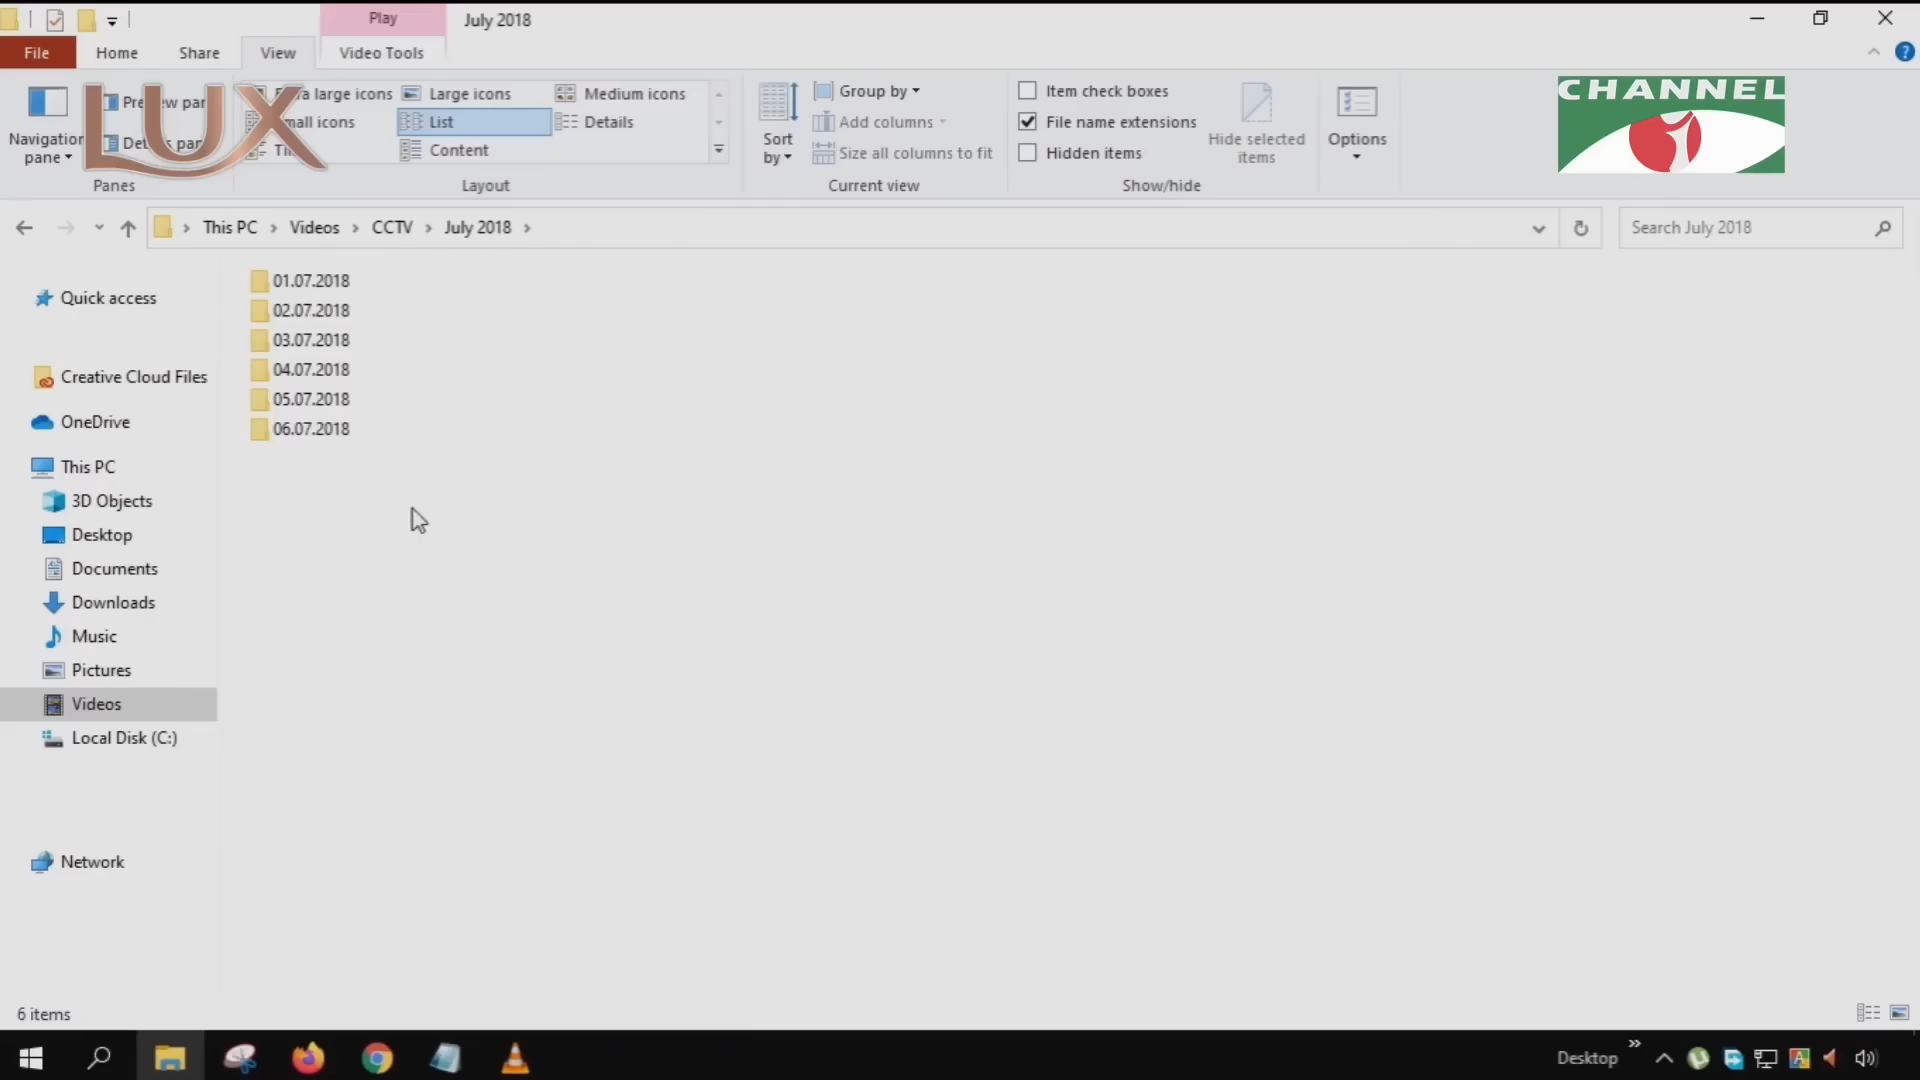 Play
July 2018
File
Home
Share
View
Video Tools
Navigation
pane
LUX
large icons
Large icons
Medium icons
icons
List
Details
Content
Panes
Layout
Sort
by
Group by
Add columns
Size all columns to fit
Current view
Item check boxes
File name extensions
Hidden items
Hide selected
items
Show/hide
Options
CHANNEL
This PC
Videos
CCTV
July 2018
Search July 2018
Quick access
Creative Cloud Files
OneDrive
This PC
3D Objects
Desktop
Documents
Downloads
Music
Pictures
Videos
Local Disk (C:)
Network
01.07.2018
02.07.2018
03.07.2018
04.07.2018
05.07.2018
06.07.2018
6 items
Desktop